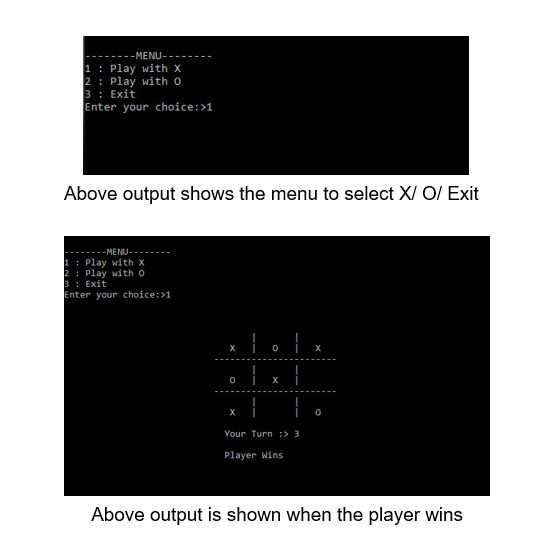 --------MENU--------
1 : Play with X
2 : Play with O
3 : Exit
Enter your choice:>1
Above output shows the menu to select X/ O/ Exit
--------MENU--------
1 : Play with X
2 : Play with O
3 : Exit
Enter your choice:>1
X | O | X
O | X |
X | | O
Your Turn :> 3
Player Wins
Above output is shown when the player wins